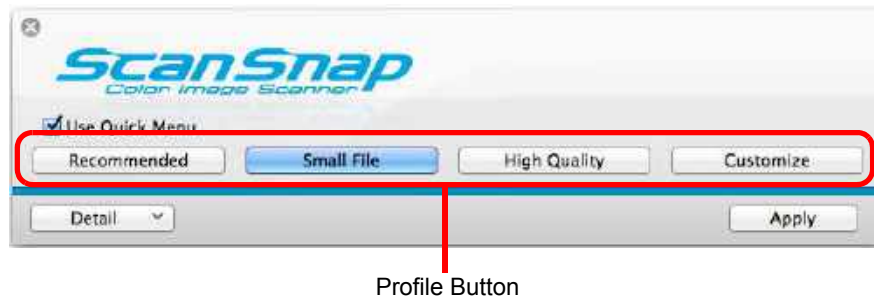 ScanSnap
Color Image Scanner
Use Quick Menu
Recommended Small File High Quality Customize
Detail Apply
Profile Button